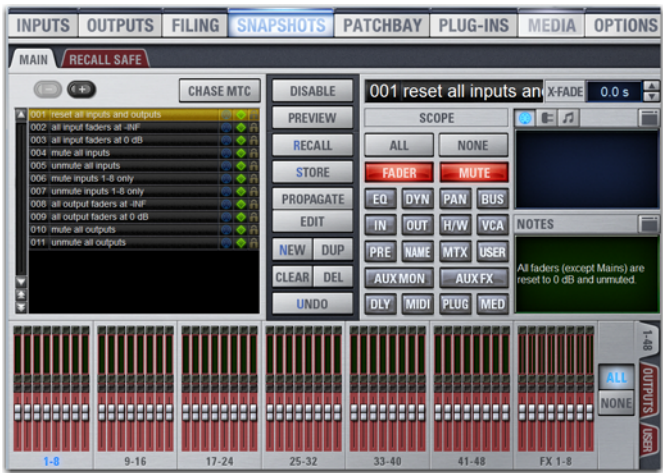 INPUTS OUTPUTS FILING SNAPSHOTS PATCHBAY PLUG-INS MEDIA OPTIONS
MAIN RECALL SAFE
CHASE MTC
001 reset all inputs and outputs
002 all input faders at -INF
003 all input faders at 0 dB
004 mute all inputs
005 unmute all inputs
006 mute inputs 1-8 only
007 unmute inputs 1-8 only
008 all output faders at -INF
009 all output faders at 0 dB
010 mute all outputs
011 unmute all outputs
DISABLE
PREVIEW
RECALL
STORE
PROPAGATE
EDIT
NEW DUP
CLEAR DEL
UNDO
001 reset all inputs an X-FADE 0.0 s
SCOPE
ALL NONE
FADER MUTE
EQ DYN PAN BUS
IN OUT H/W VCA
PRE NAME MTX USER
AUX MON AUX FX
DLY MIDI PLUG MED
NOTES
All faders (except Mains) are
reset to 0 dB and unmuted.
1-48
OUTPUTS
USER
ALL
NONE
1-8 9-16 17-24 25-32 33-40 41-48 FX 1-8